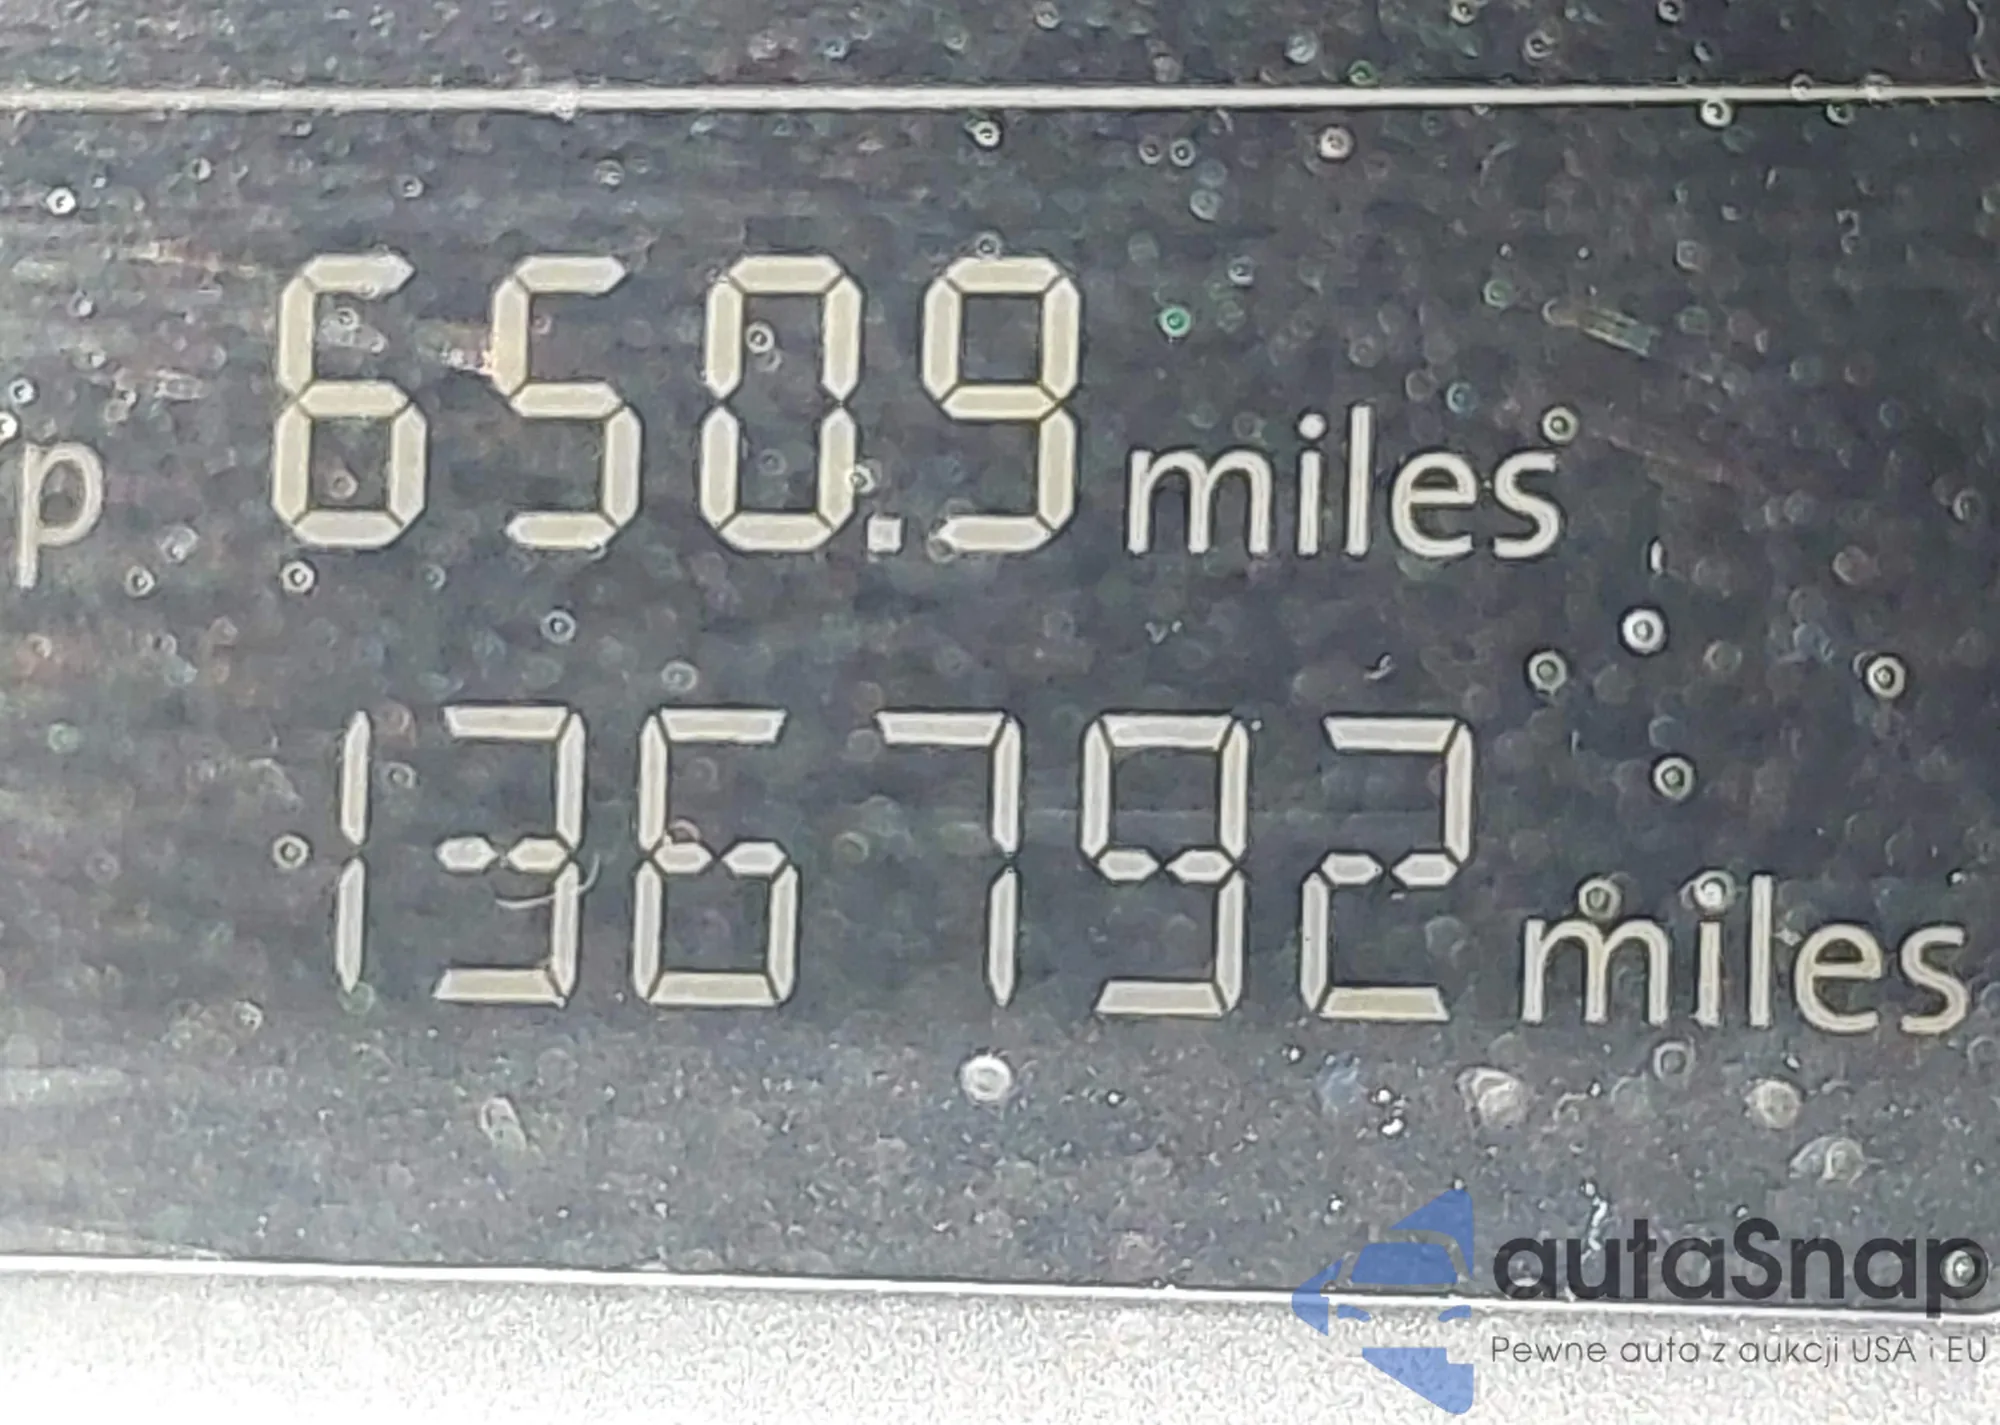 p 650.9 miles
136792 miles
autaSnap
Pewne auta z aukcji USA i EU